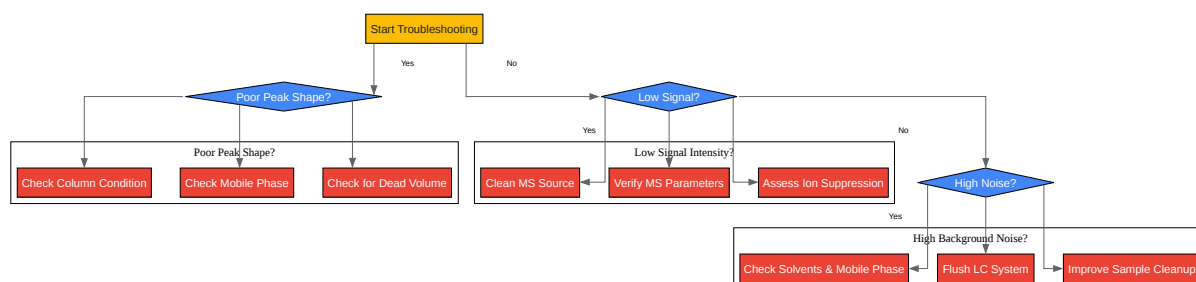 Start Troubleshooting
Yes
No
Poor Peak Shape?
Low Signal?
Yes
No
Poor Peak Shape?
Low Signal Intensity?
Check Column Condition
Check Mobile Phase
Check for Dead Volume
Clean MS Source
Verify MS Parameters
Assess Ion Suppression
High Noise?
Yes
High Background Noise?
Check Solvents & Mobile Phase
Flush LC System
Improve Sample Cleanup